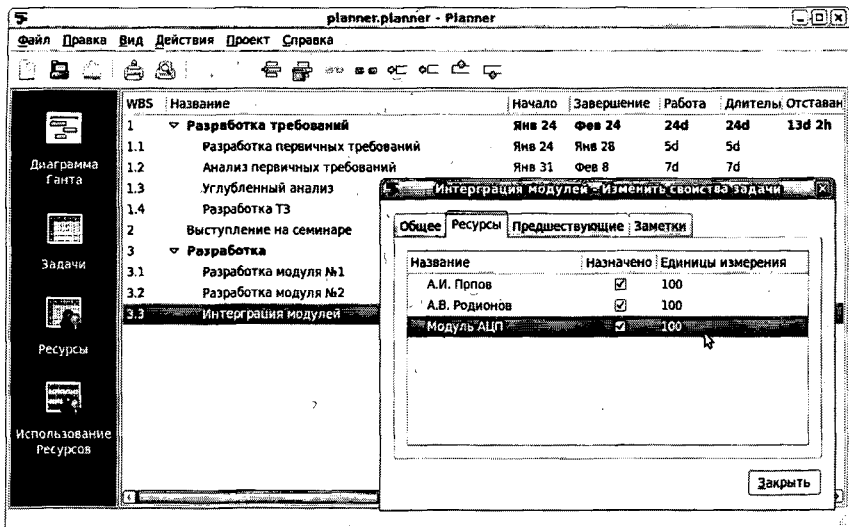 planner.planner - Planner
Файл Правка Вид Действия Проект Справка
WBS Название Начало Завершение Работа Длительı Отставан
1 Разработка требований Янв 24 Фев 24 24d 24d 13d 2h
1.1 Разработка первичных требований Янв 24 Янв 28 5d 5d
1.2 Анализ первичных требований Янв 31 Фев 8 7d 7d
1.3 Углубленный анализ
1.4 Разработка ТЗ
2 Выступление на семинаре
3 Разработка
3.1 Разработка модуля №1
3.2 Разработка модуля №2
3.3 Интерграция модулей
Диаграмма
Ганта
Задачи
Ресурсы
Использование
Ресурсов
Интерграция модулей - Изменить свойства задачи
Общее Ресурсы Предшествующие Заметки
Название Назначено Единицы измерения
А.И. Прпов 100
А.В. Родионов 100
Модуль АЦП 100
Закрыть